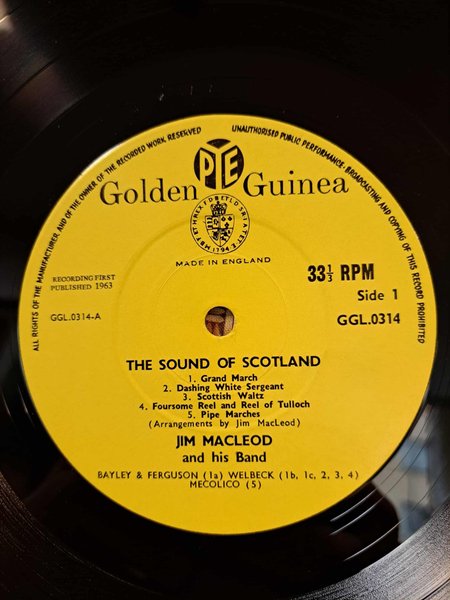 ALL RIGHTS OF THE MANUFACTURER, AND OF THE OWNER OF THE RECORDED WORK RESERVED
UNAUTHORISED PUBLIC PERFORMANCE, BROADCASTING AND COPYING OF THIS RECORD PROHIBITED
PYE
Golden Guinea
MADE IN ENGLAND
RECORDING FIRST
PUBLISHED 1963
33⅓ RPM
Side 1
GGL.0314-A
GGL.0314
THE SOUND OF SCOTLAND
1. Grand March
2. Dashing White Sergeant
3. Scottish Waltz
4. Foursome Reel and Reel of Tulloch
5. Pipe Marches
(Arrangements by Jim MacLeod)
JIM MACLEOD
and his Band
BAYLEY & FERGUSON (1a) WELBECK (1b, 1c, 2, 3, 4)
MECOLICO (5)